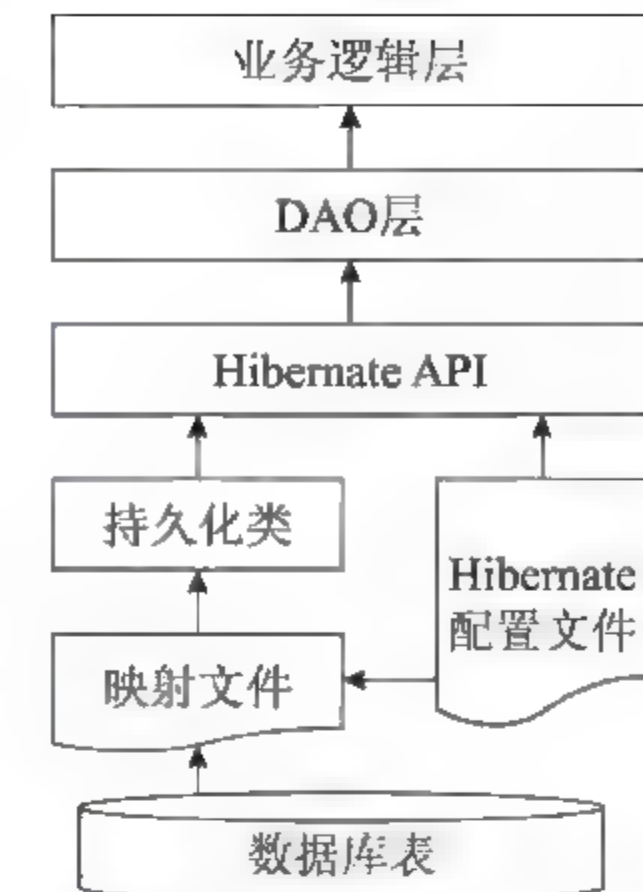 业务逻辑层
DAO层
Hibernate API
持久化类
Hibernate
配置文件
映射文件
数据库表